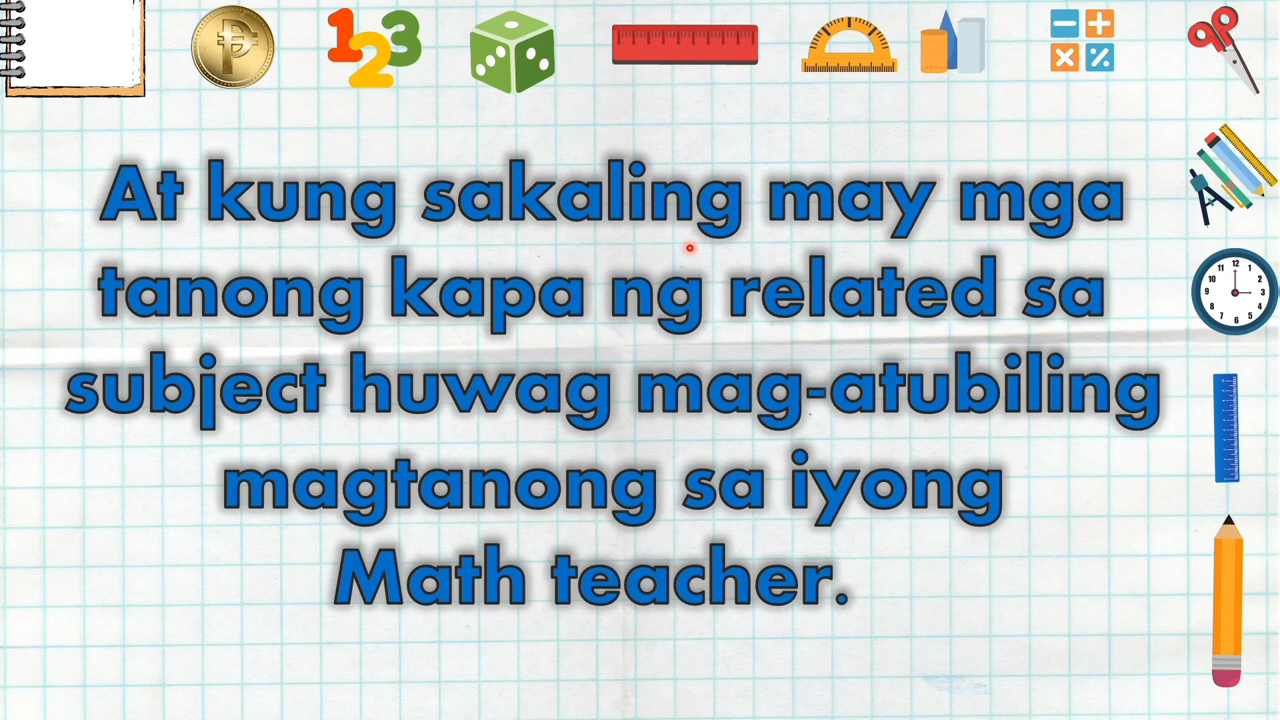 At kung sakaling may mga
tanong kapa ng related sa
subject huwag mag-atubiling
magtanong sa iyong
Math teacher.